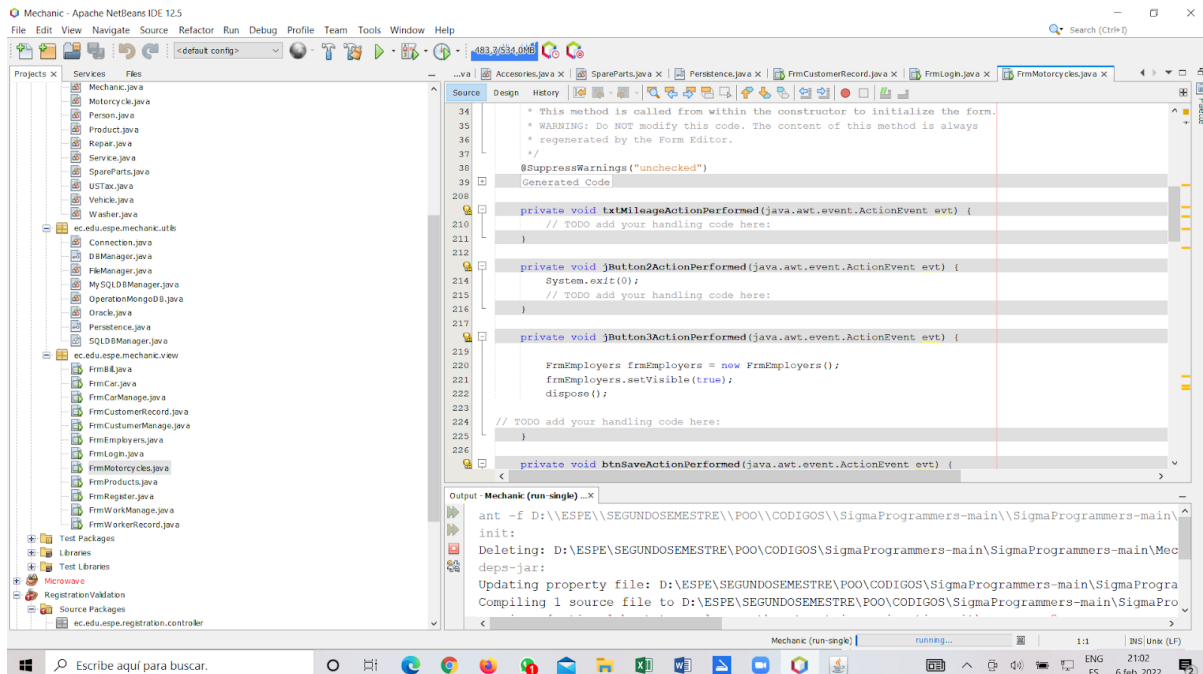 Mechanic - Apache NetBeans IDE 12.5
File Edit View Navigate Source Refactor Run Debug Profile Team Tools Window Help
Search (Ctrl+I)
<default config>
483,7/534,0MB
Projects Services Files
...va Accesories.java SpareParts.java Persistence.java FrmCustomerRecord.java FrmLogin.java FrmMotorcycles.java
Source Design History
Mechanic.java
Motorcycle.java
Person.java
Product.java
Repair.java
Service.java
SpareParts.java
USTax.java
Vehicle.java
Washer.java
ec.edu.espe.mechanic.utils
Connection.java
DBManager.java
FileManager.java
MySQLDBManager.java
OperationMongoDB.java
Oracle.java
Persistence.java
SQLDBManager.java
ec.edu.espe.mechanic.view
FrmBill.java
FrmCar.java
FrmCarManage.java
FrmCustomerRecord.java
FrmCustumerManage.java
FrmEmployers.java
FrmLogin.java
FrmMotorcycles.java
FrmProducts.java
FrmRegister.java
FrmWorkManage.java
FrmWorkerRecord.java
Test Packages
Libraries
Test Libraries
Microwave
RegistrationValidation
Source Packages
ec.edu.espe.registration.controller
34 * This method is called from within the constructor to initialize the form.
35 * WARNING: Do NOT modify this code. The content of this method is always
36 * regenerated by the Form Editor.
37 */
38 @SuppressWarnings("unchecked")
39 Generated Code
208
private void txtMileageActionPerformed(java.awt.event.ActionEvent evt) {
210 // TODO add your handling code here:
211 }
212
private void jButton2ActionPerformed(java.awt.event.ActionEvent evt) {
214 System.exit(0);
215 // TODO add your handling code here:
216 }
217
private void jButton3ActionPerformed(java.awt.event.ActionEvent evt) {
219
220 FrmEmployers frmEmployers = new FrmEmployers();
221 frmEmployers.setVisible(true);
222 dispose();
223
224 // TODO add your handling code here:
225 }
226
private void btnSaveActionPerformed(java.awt.event.ActionEvent evt) {
Output - Mechanic (run-single) ...
ant -f D:\\ESPE\\SEGUNDOSEMESTRE\\POO\\CODIGOS\\SigmaProgrammers-main\\SigmaProgrammers-main\
init:
Deleting: D:\ESPE\SEGUNDOSEMESTRE\POO\CODIGOS\SigmaProgrammers-main\SigmaProgrammers-main\Mec
deps-jar:
Updating property file: D:\ESPE\SEGUNDOSEMESTRE\POO\CODIGOS\SigmaProgrammers-main\SigmaProgra
Compiling 1 source file to D:\ESPE\SEGUNDOSEMESTRE\POO\CODIGOS\SigmaProgrammers-main\SigmaPro
Mechanic (run-single) running... 1:1 INS Unix (LF)
Escribe aquí para buscar.
ENG
21:02
ES
6 feb. 2022